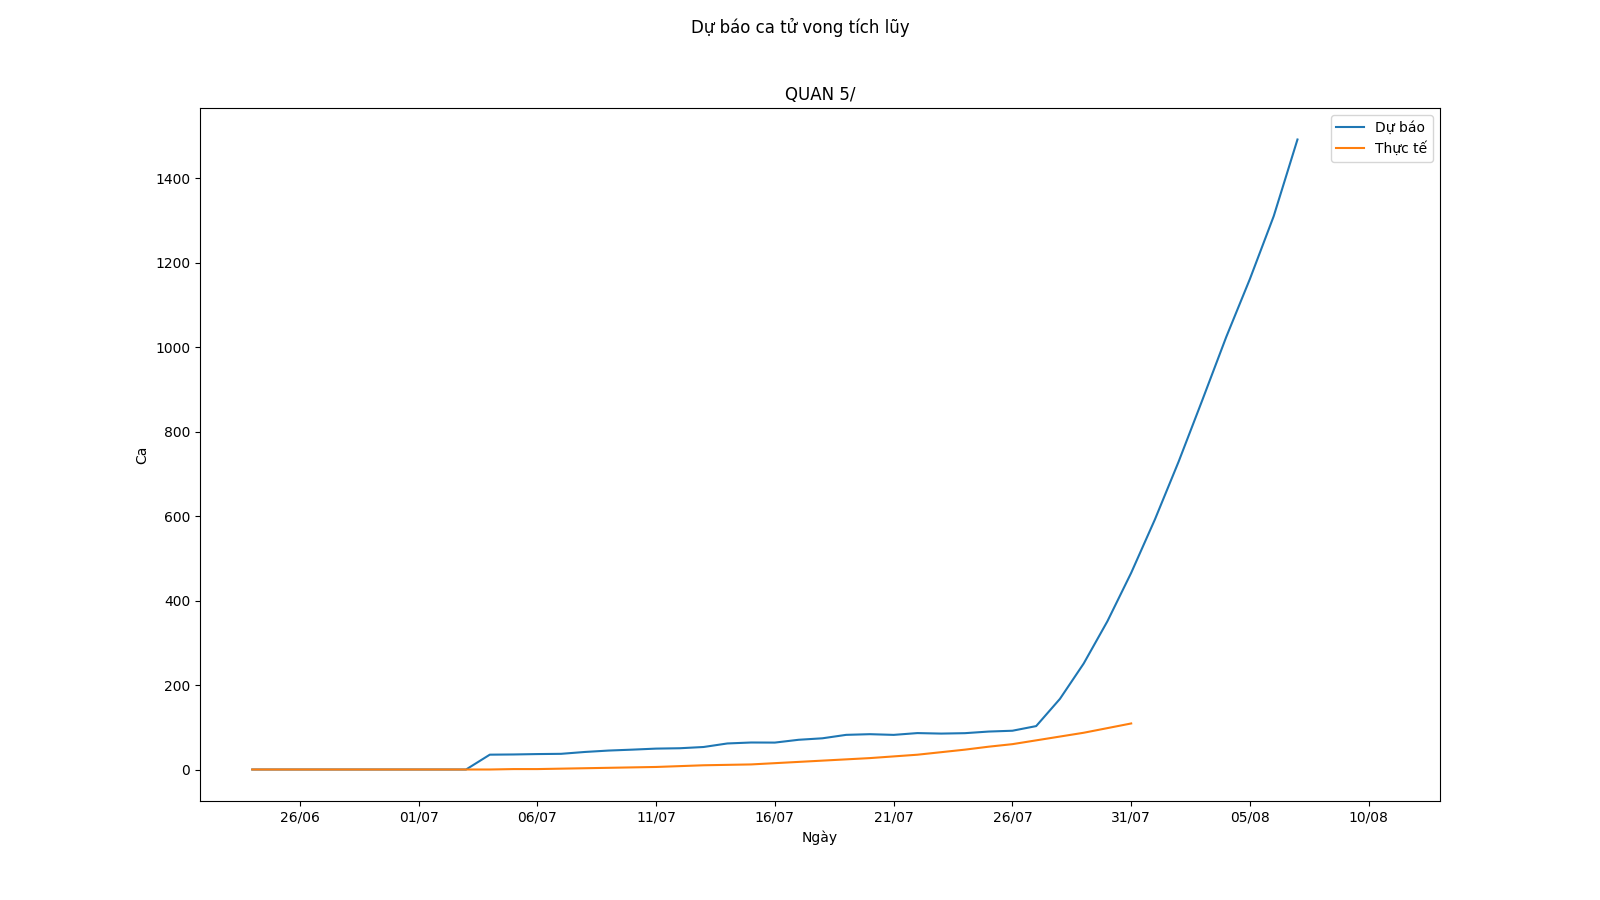 Dự báo ca tử vong tích lũy
QUAN 5/
Dự báo
Thực tế
1400
1200
1000
800
600
400
200
0
Ca
26/06 01/07 06/07 11/07 16/07 21/07 26/07 31/07 05/08 10/08
Ngày